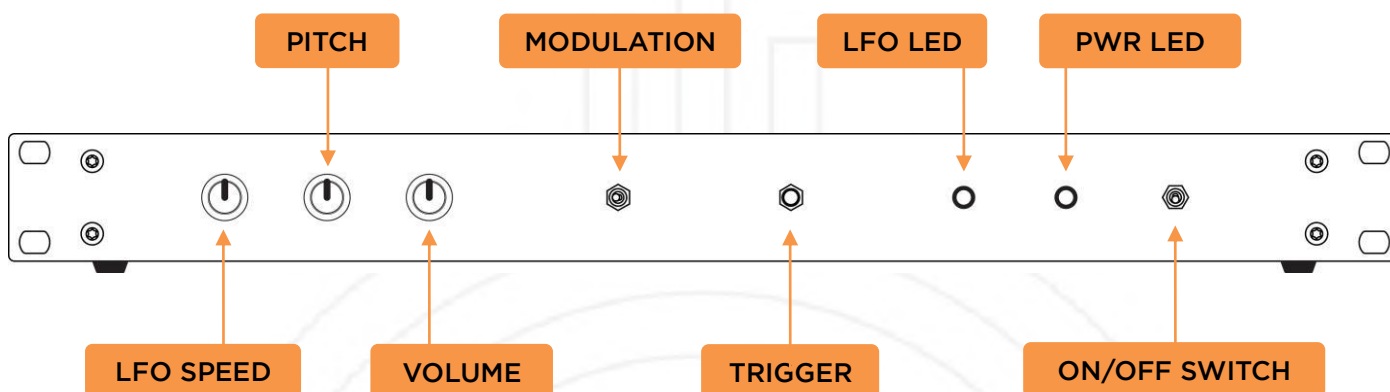 PITCH
MODULATION
LFO LED
PWR LED
LFO SPEED
VOLUME
TRIGGER
ON/OFF SWITCH